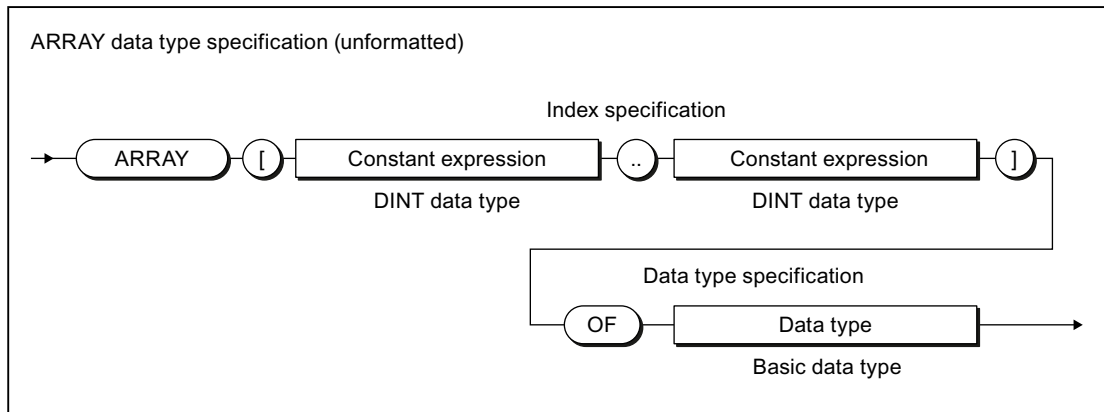 ARRAY data type specification (unformatted)
Index specification
ARRAY [ Constant expression .. Constant expression ]
DINT data type DINT data type
Data type specification
OF Data type
Basic data type